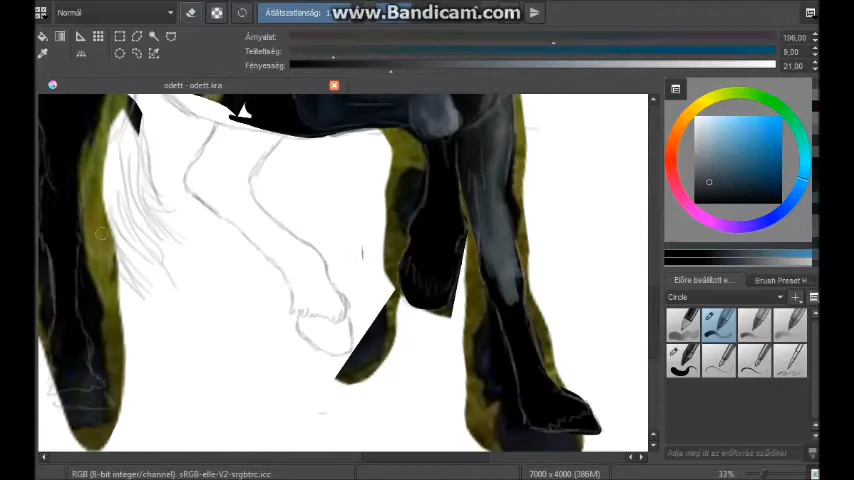 Normál
Átlátszatlanság: 1
www.Bandicam.com
Árnyalat:
196,00
Telítettség:
9,00
Fényesség:
21,00
odett - odett.kra
Előre beállított e...
Brush Preset H
Circle
Adja meg itt az erőforrás szűrőket
RGB (8-bit integer/channel) sRGB-elle-V2-srgbtrc.icc
7000 x 4000 (386M)
33%